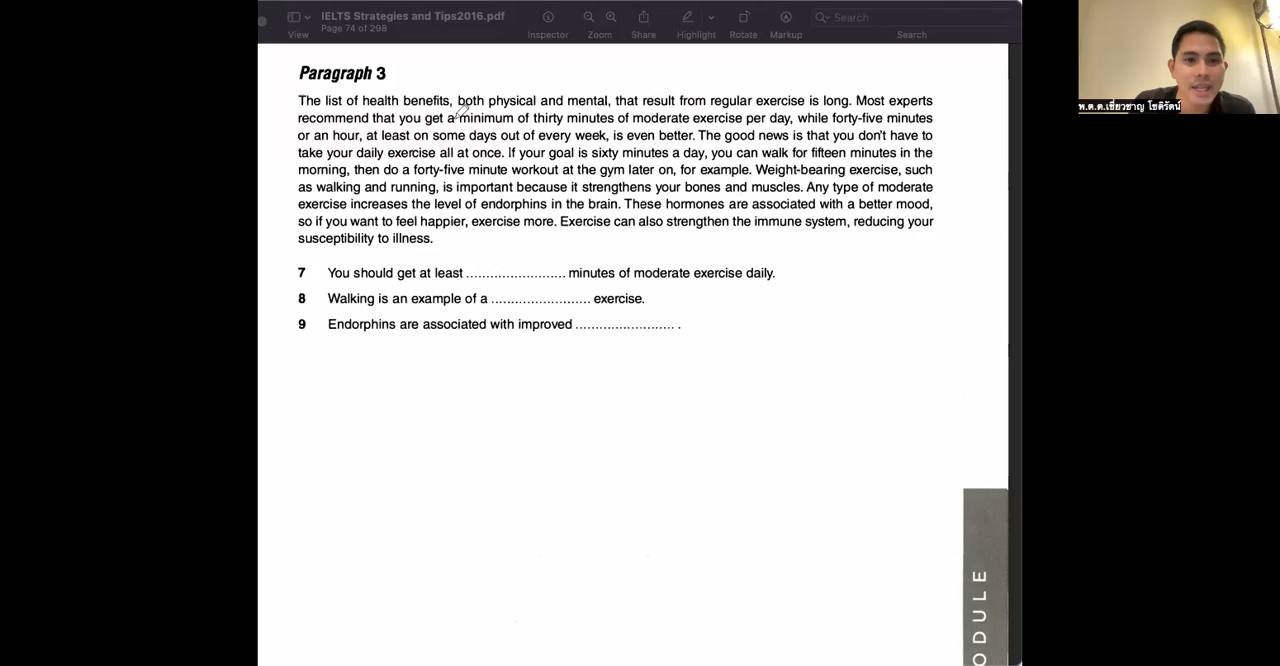 IELTS Strategies and Tips2016.pdf
Page 74 of 298
View
Inspector
Zoom
Share
Highlight
Rotate
Markup
Search
Search
พ.ต.ต.เชี่ยวชาญ โชติรัตน์
Paragraph 3
The list of health benefits, both physical and mental, that result from regular exercise is long. Most experts
recommend that you get a minimum of thirty minutes of moderate exercise per day, while forty-five minutes
or an hour, at least on some days out of every week, is even better. The good news is that you don't have to
take your daily exercise all at once. If your goal is sixty minutes a day, you can walk for fifteen minutes in the
morning, then do a forty-five minute workout at the gym later on, for example. Weight-bearing exercise, such
as walking and running, is important because it strengthens your bones and muscles. Any type of moderate
exercise increases the level of endorphins in the brain. These hormones are associated with a better mood,
so if you want to feel happier, exercise more. Exercise can also strengthen the immune system, reducing your
susceptibility to illness.
7 You should get at least ........................ minutes of moderate exercise daily.
8 Walking is an example of a ........................ exercise.
9 Endorphins are associated with improved ........................ .
ODULE